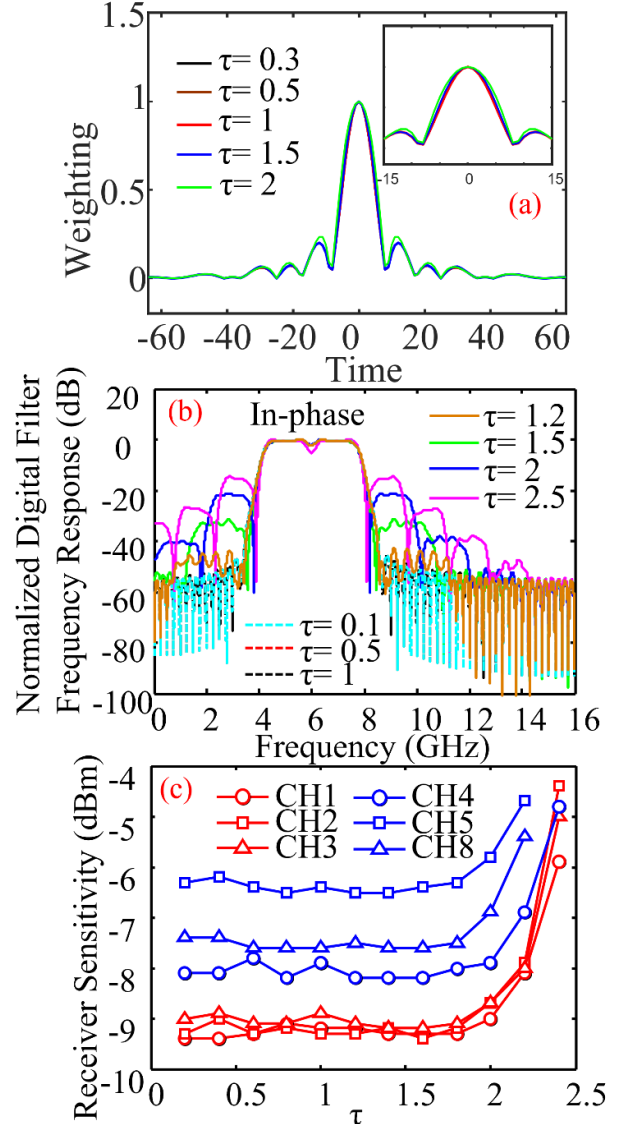 1.5
1
0.5
0
Weighting
τ= 0.3
τ= 0.5
τ= 1
τ= 1.5
τ= 2
-15 0 15
(a)
-60 -40 -20 0 20 40 60
Time
20
0
-20
-40
-60
-80
-100
Normalized Digital Filter
Frequency Response (dB)
(b)
In-phase
τ= 1.2
τ= 1.5
τ= 2
τ= 2.5
τ= 0.1
τ= 0.5
τ= 1
0 2 4 6 8 10 12 14 16
Frequency (GHz)
-4
-5
-6
-7
-8
-9
-10
Receiver Sensitivity (dBm)
(c)
CH1 CH4
CH2 CH5
CH3 CH8
0 0.5 1 1.5 2 2.5
τ